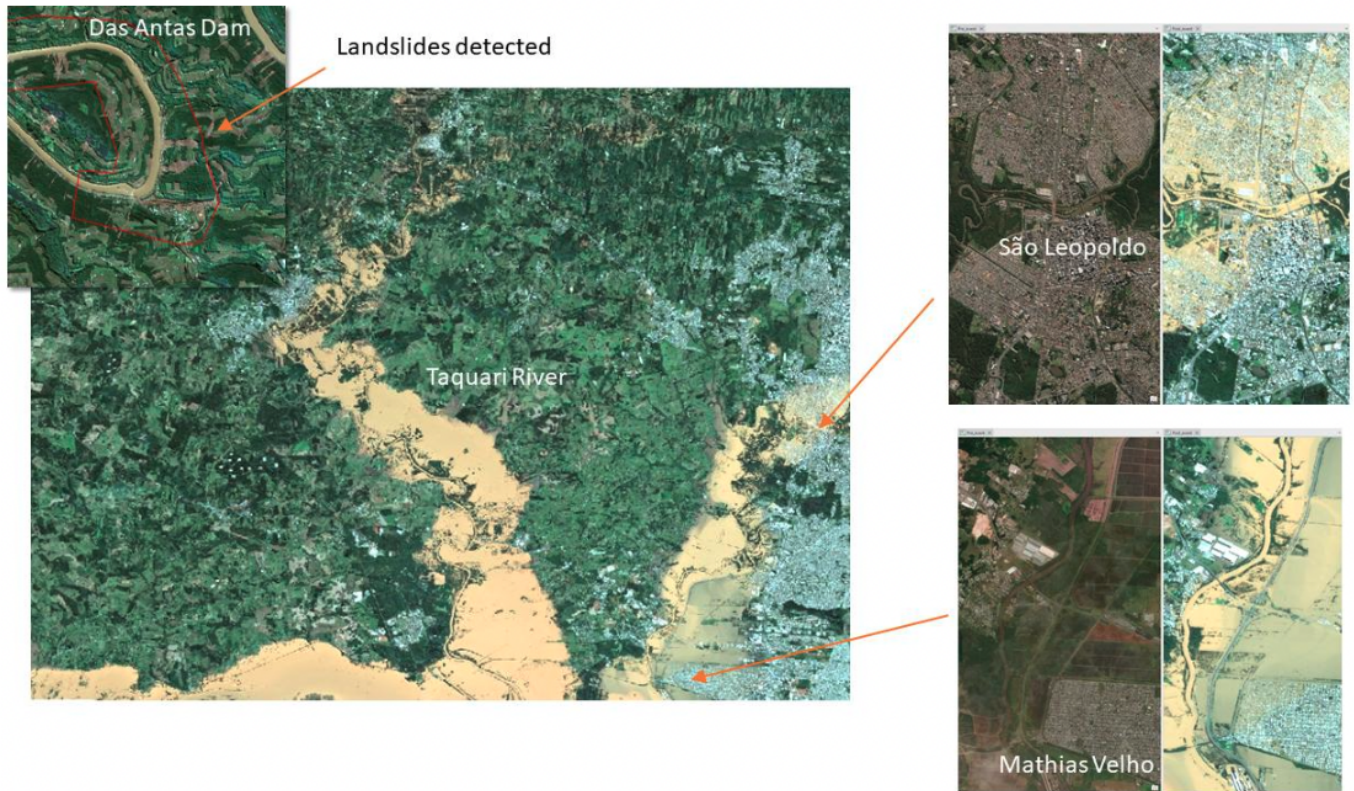 Das Antas Dam
Landslides detected
Taquari River
São Leopoldo
Mathias Velho